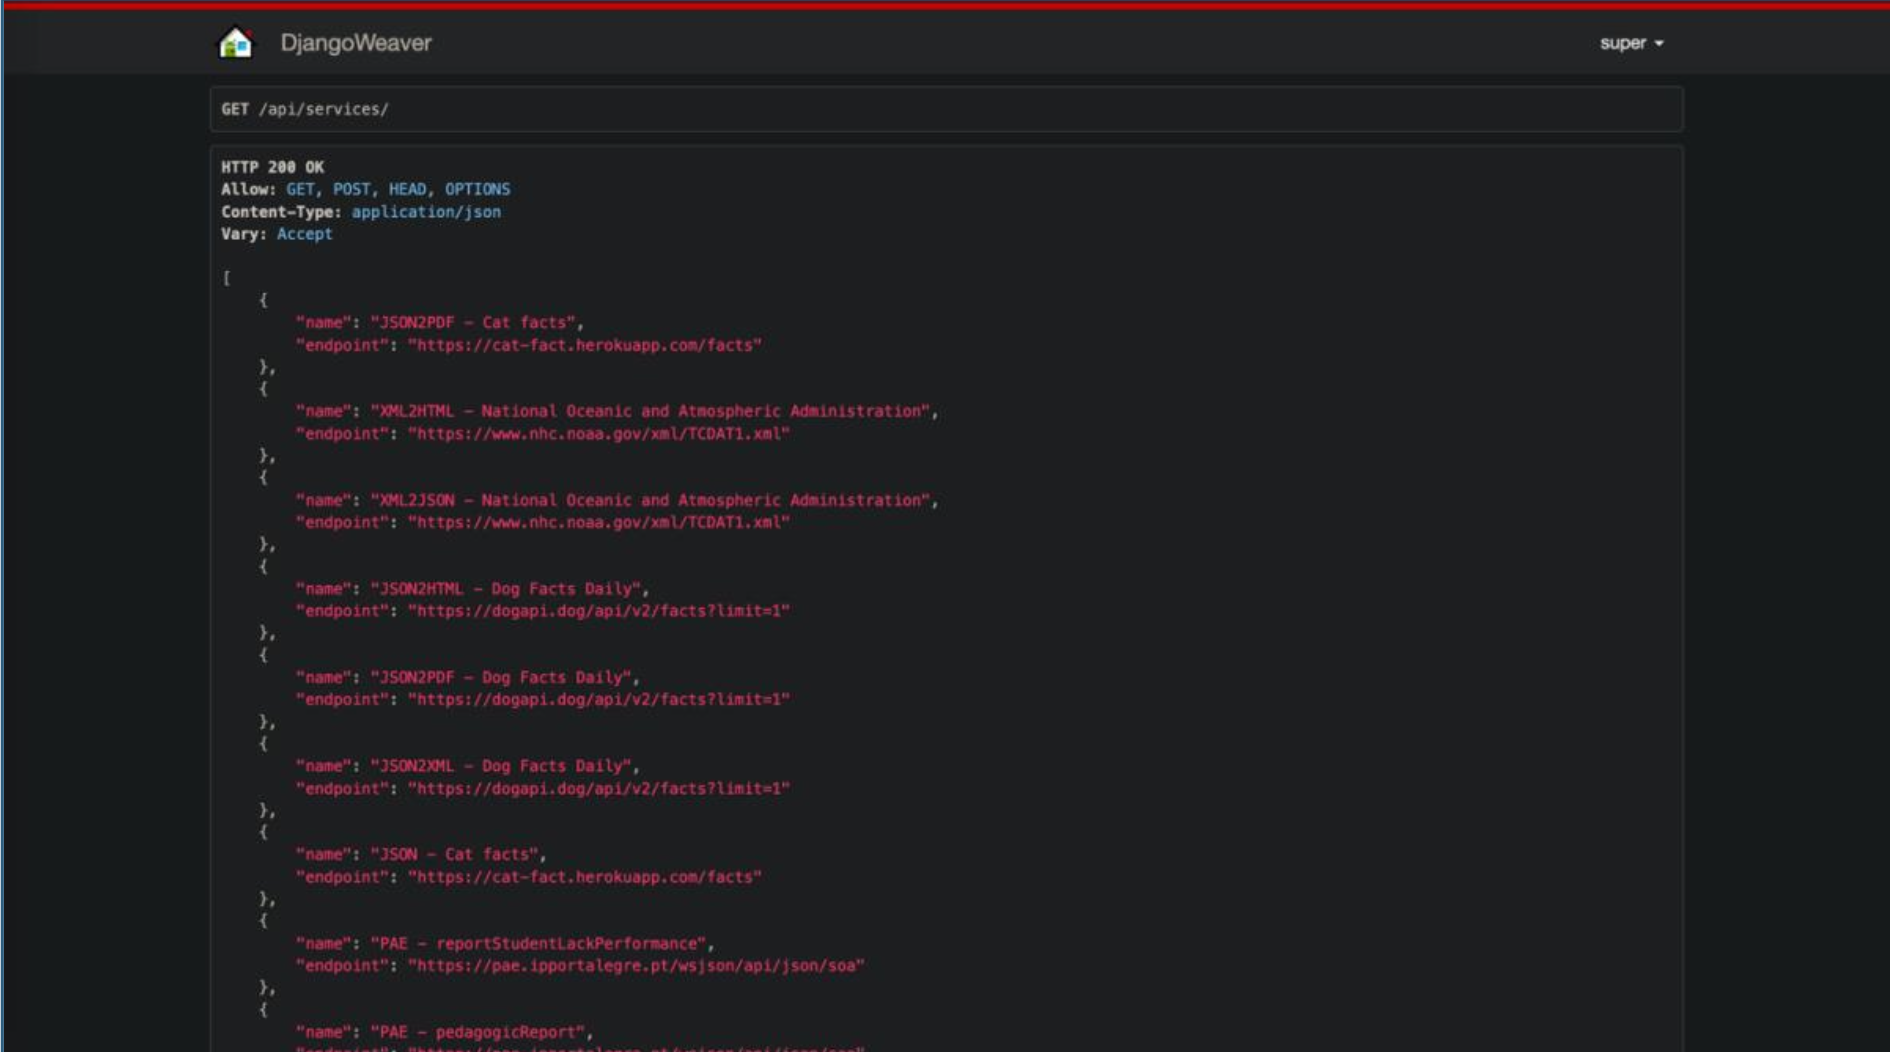 DjangoWeaver
super
GET /api/services/
HTTP 200 OK
Allow: GET, POST, HEAD, OPTIONS
Content-Type: application/json
Vary: Accept
[
{
"name": "JSON2PDF – Cat facts",
"endpoint": "https://cat-fact.herokuapp.com/facts"
},
{
"name": "XML2HTML – National Oceanic and Atmospheric Administration",
"endpoint": "https://www.nhc.noaa.gov/xml/TCDAT1.xml"
},
{
"name": "XML2JSON – National Oceanic and Atmospheric Administration",
"endpoint": "https://www.nhc.noaa.gov/xml/TCDAT1.xml"
},
{
"name": "JSON2HTML – Dog Facts Daily",
"endpoint": "https://dogapi.dog/api/v2/facts?limit=1"
},
{
"name": "JSON2PDF – Dog Facts Daily",
"endpoint": "https://dogapi.dog/api/v2/facts?limit=1"
},
{
"name": "JSON2XML – Dog Facts Daily",
"endpoint": "https://dogapi.dog/api/v2/facts?limit=1"
},
{
"name": "JSON – Cat facts",
"endpoint": "https://cat-fact.herokuapp.com/facts"
},
{
"name": "PAE – reportStudentLackPerformance",
"endpoint": "https://pae.ipportalegre.pt/wsjson/api/json/soa"
},
{
"name": "PAE – pedagogicReport",